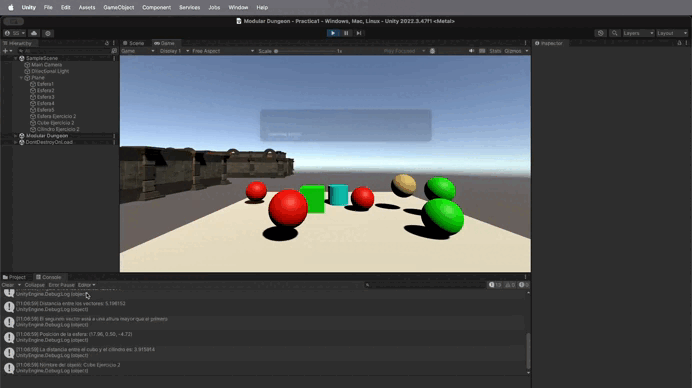 Unity File Edit Assets GameObject Component Services Jobs Window Help
Modular Dungeon - Practica1 - Windows, Mac, Linux - Unity 2022.3.47f1 <Metal>
Layers Layout
Hierarchy Scene Game Inspector
Game Display 1 Free Aspect Scale 1x Play Focused Stats Gizmos
SampleScene
Main Camera
Directional Light
Plane
Esfera1
Esfera2
Esfera3
Esfera4
Esfera5
Esfera Ejercicio 2
Cube Ejercicio 2
Cilindro Ejercicio 2
Modular Dungeon
DontDestroyOnLoad
Project Console
Clear Collapse Error Pause Editor
UnityEngine.Debug:Log (object)
[11:06:59] Distancia entre los vectores: 5.196152
UnityEngine.Debug:Log (object)
[11:06:59] El segundo vector está a una altura mayor que el primero
UnityEngine.Debug:Log (object)
[11:06:59] Posición de la esfera: (17.98, 0.50, -4.72)
UnityEngine.Debug:Log (object)
[11:06:59] La distancia entre el cubo y el cilindro es: 3.915814
UnityEngine.Debug:Log (object)
[11:06:59] Nombre del objeto: Cube Ejercicio 2
UnityEngine.Debug:Log (object)